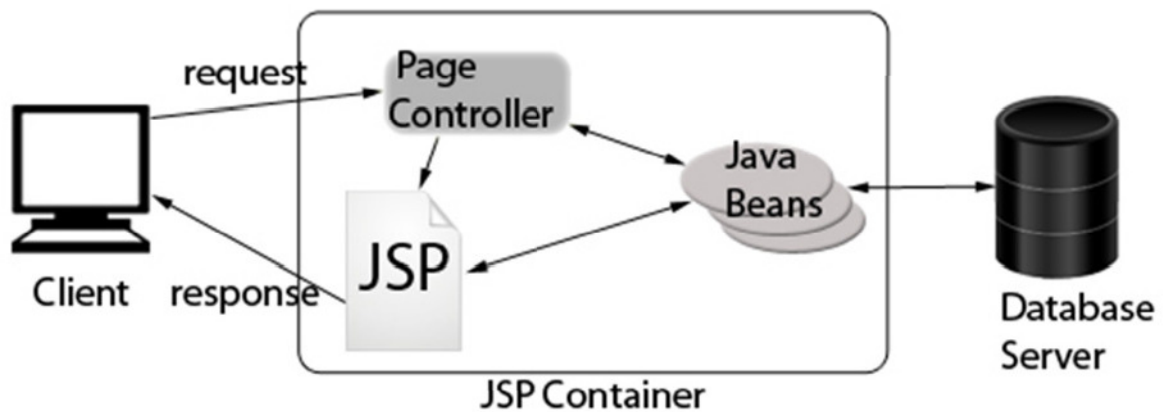 request
Page
Controller
Java
Beans
JSP
Client
response
Database
Server
JSP Container